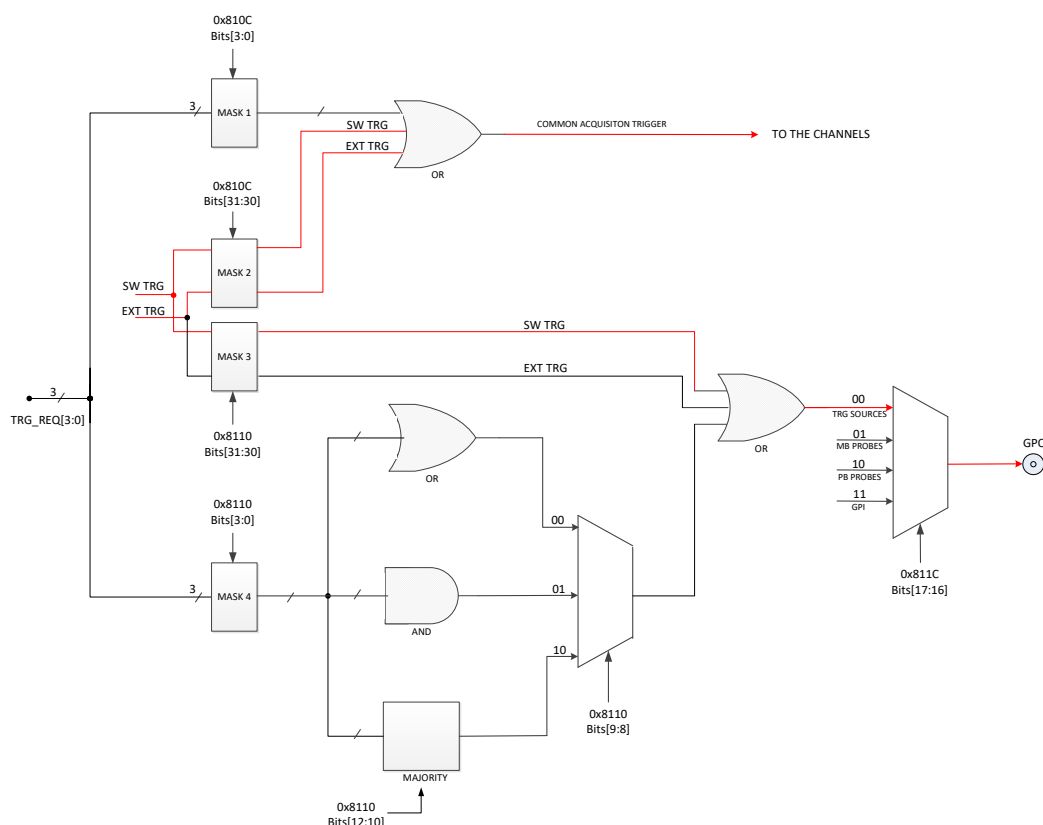 0x810C
Bits[3:0]
3
MASK 1
SW TRG
EXT TRG
OR
COMMON ACQUISITON TRIGGER
TO THE CHANNELS
0x810C
Bits[31:30]
MASK 2
SW TRG
EXT TRG
MASK 3
SW TRG
EXT TRG
0x8110
Bits[31:30]
3
TRG_REQ[3:0]
OR
OR
00
TRG SOURCES
01
MB PROBES
10
PB PROBES
11
GPI
GPO
0x811C
Bits[17:16]
0x8110
Bits[3:0]
3
MASK 4
AND
00
01
10
0x8110
Bits[9:8]
MAJORITY
0x8110
Bits[12:10]